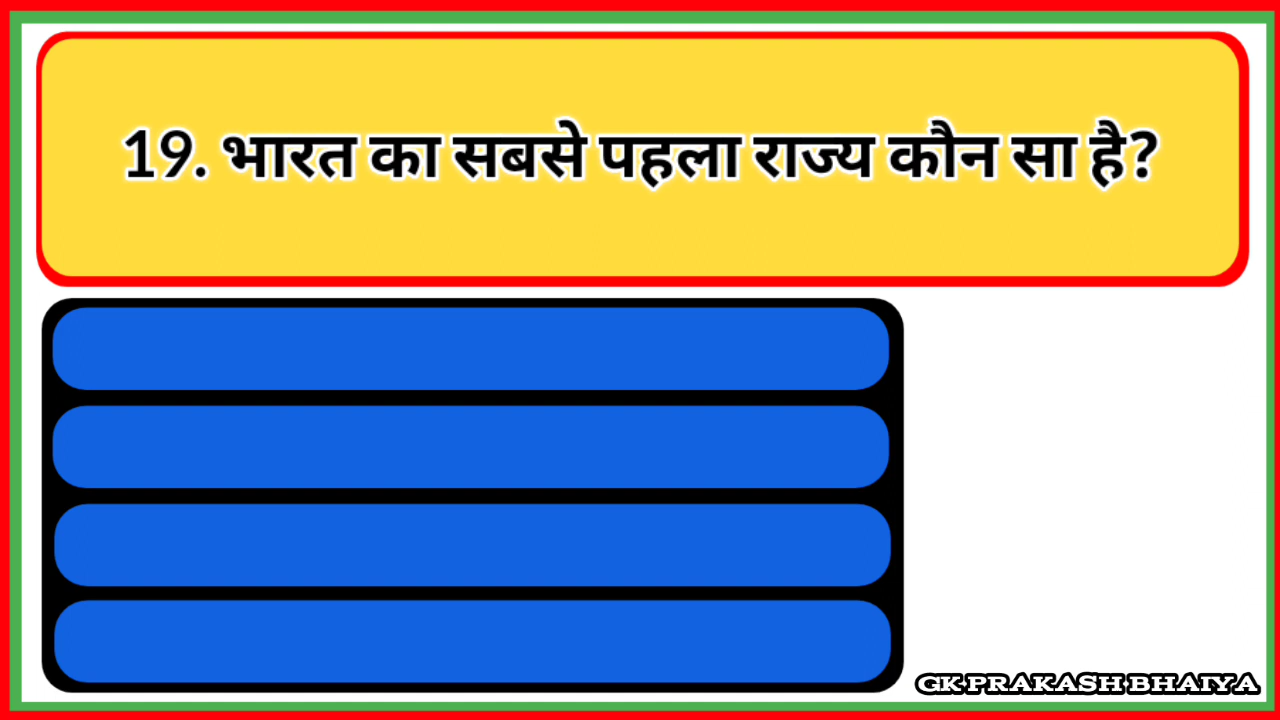 19. भारत का सबसे पहला राज्य कौन सा है?
GK PRAKASH BHAIYA